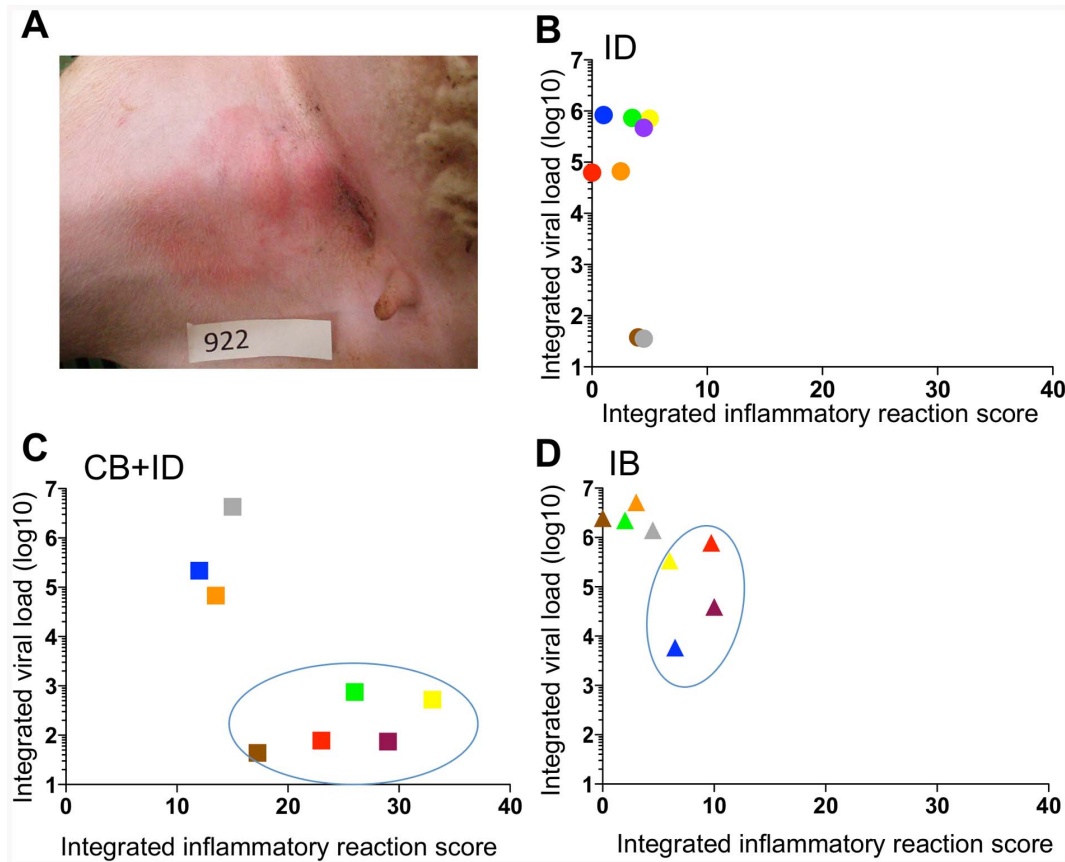 A
922
B
ID
Integrated viral load (log10)
7
6
5
4
3
2
1
0
10
20
30
40
Integrated inflammatory reaction score
C
CB+ID
Integrated viral load (log10)
7
6
5
4
3
2
1
0
10
20
30
40
Integrated inflammatory reaction score
D
IB
Integrated viral load (log10)
7
6
5
4
3
2
1
0
10
20
30
40
Integrated inflammatory reaction score